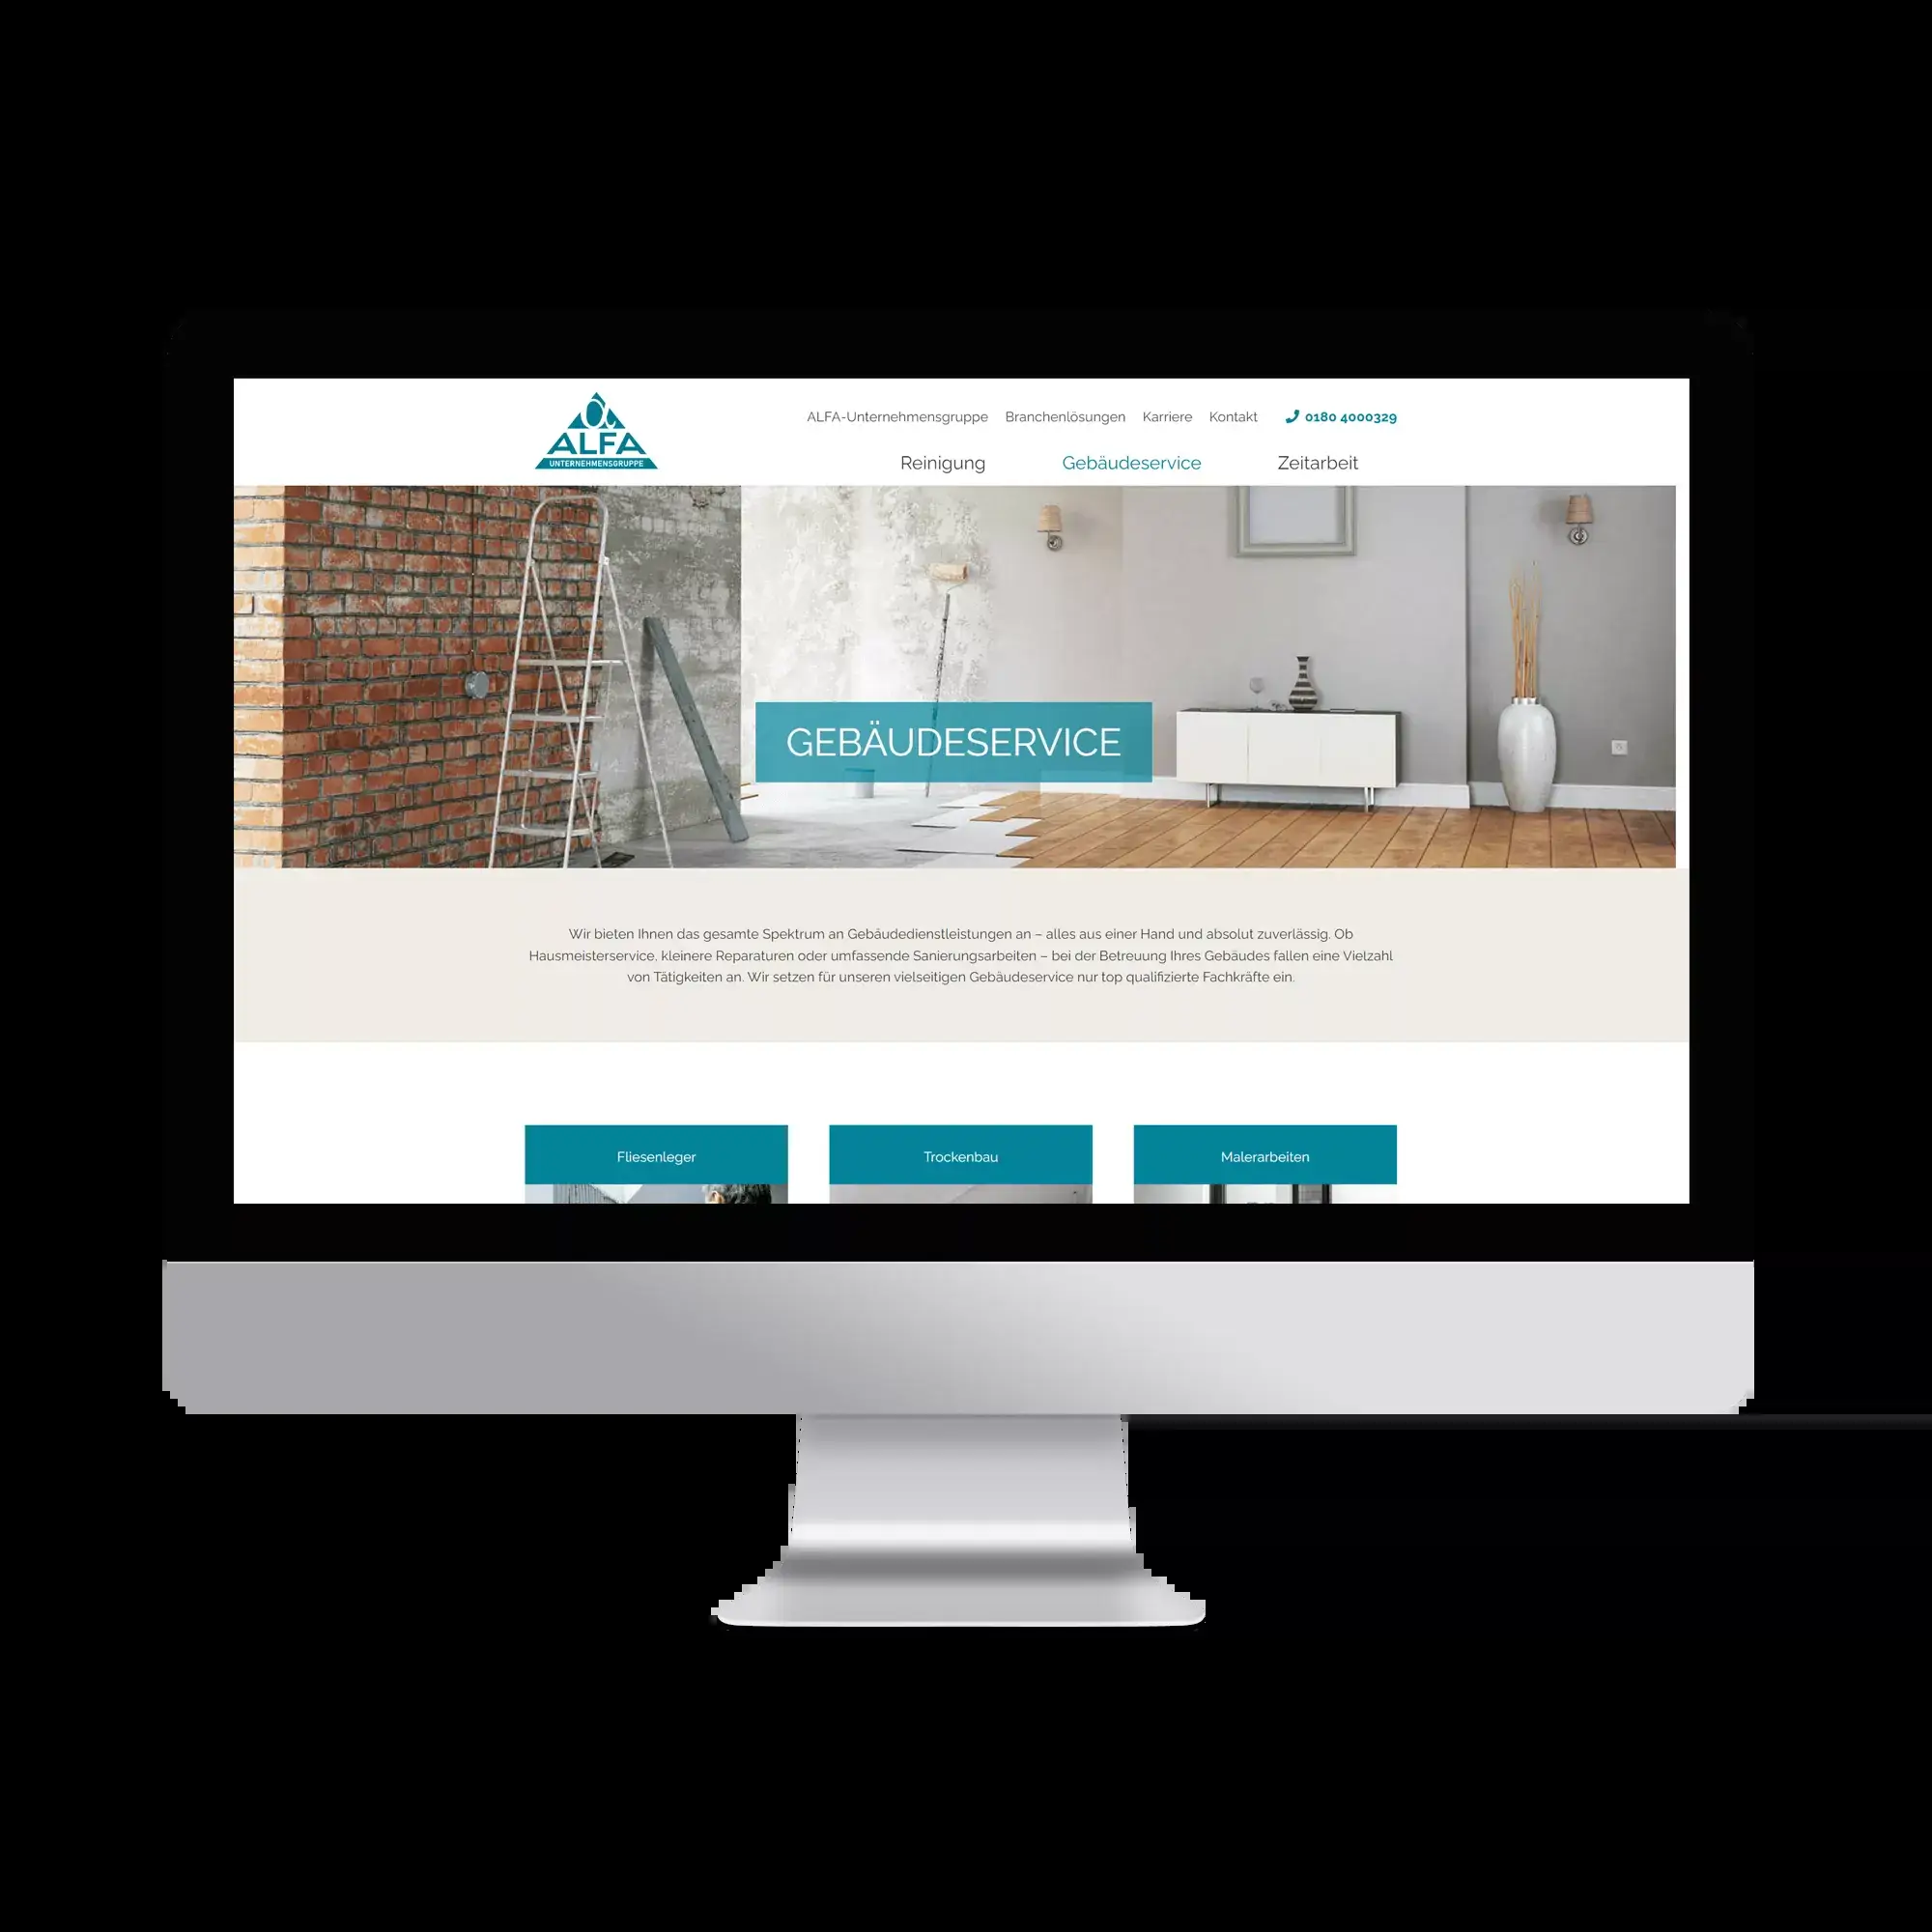 ALFA
UNTERNEHMENSGRUPPE
ALFA-Unternehmensgruppe Branchenlösungen Karriere Kontakt 0180 4000329
Reinigung Gebäudeservice Zeitarbeit
GEBÄUDESERVICE
Wir bieten Ihnen das gesamte Spektrum an Gebäudedienstleistungen an – alles aus einer Hand und absolut zuverlässig. Ob
Hausmeisterservice, kleinere Reparaturen oder umfassende Sanierungsarbeiten – bei der Betreuung Ihres Gebäudes fallen eine Vielzahl
von Tätigkeiten an. Wir setzen für unseren vielseitigen Gebäudeservice nur top qualifizierte Fachkräfte ein.
Fliesenleger Trockenbau Malerarbeiten